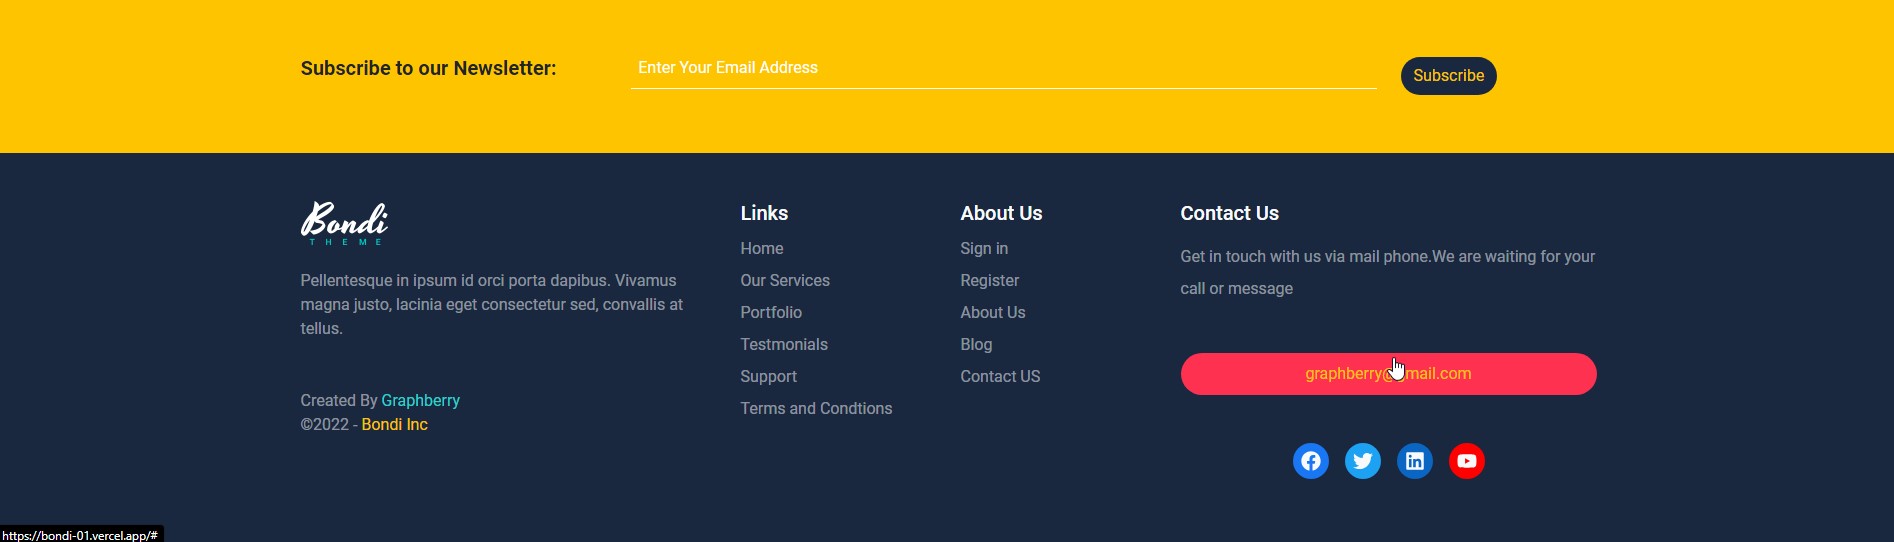 Subscribe to our Newsletter:
Enter Your Email Address
Subscribe
Bondi
THEME
Pellentesque in ipsum id orci porta dapibus. Vivamus
magna justo, lacinia eget consectetur sed, convallis at
tellus.
Created By Graphberry
©2022 - Bondi Inc
Links
Home
Our Services
Portfolio
Testmonials
Support
Terms and Condtions
About Us
Sign in
Register
About Us
Blog
Contact US
Contact Us
Get in touch with us via mail phone.We are waiting for your
call or message
graphberry@gmail.com
https://bondi-01.vercel.app/#